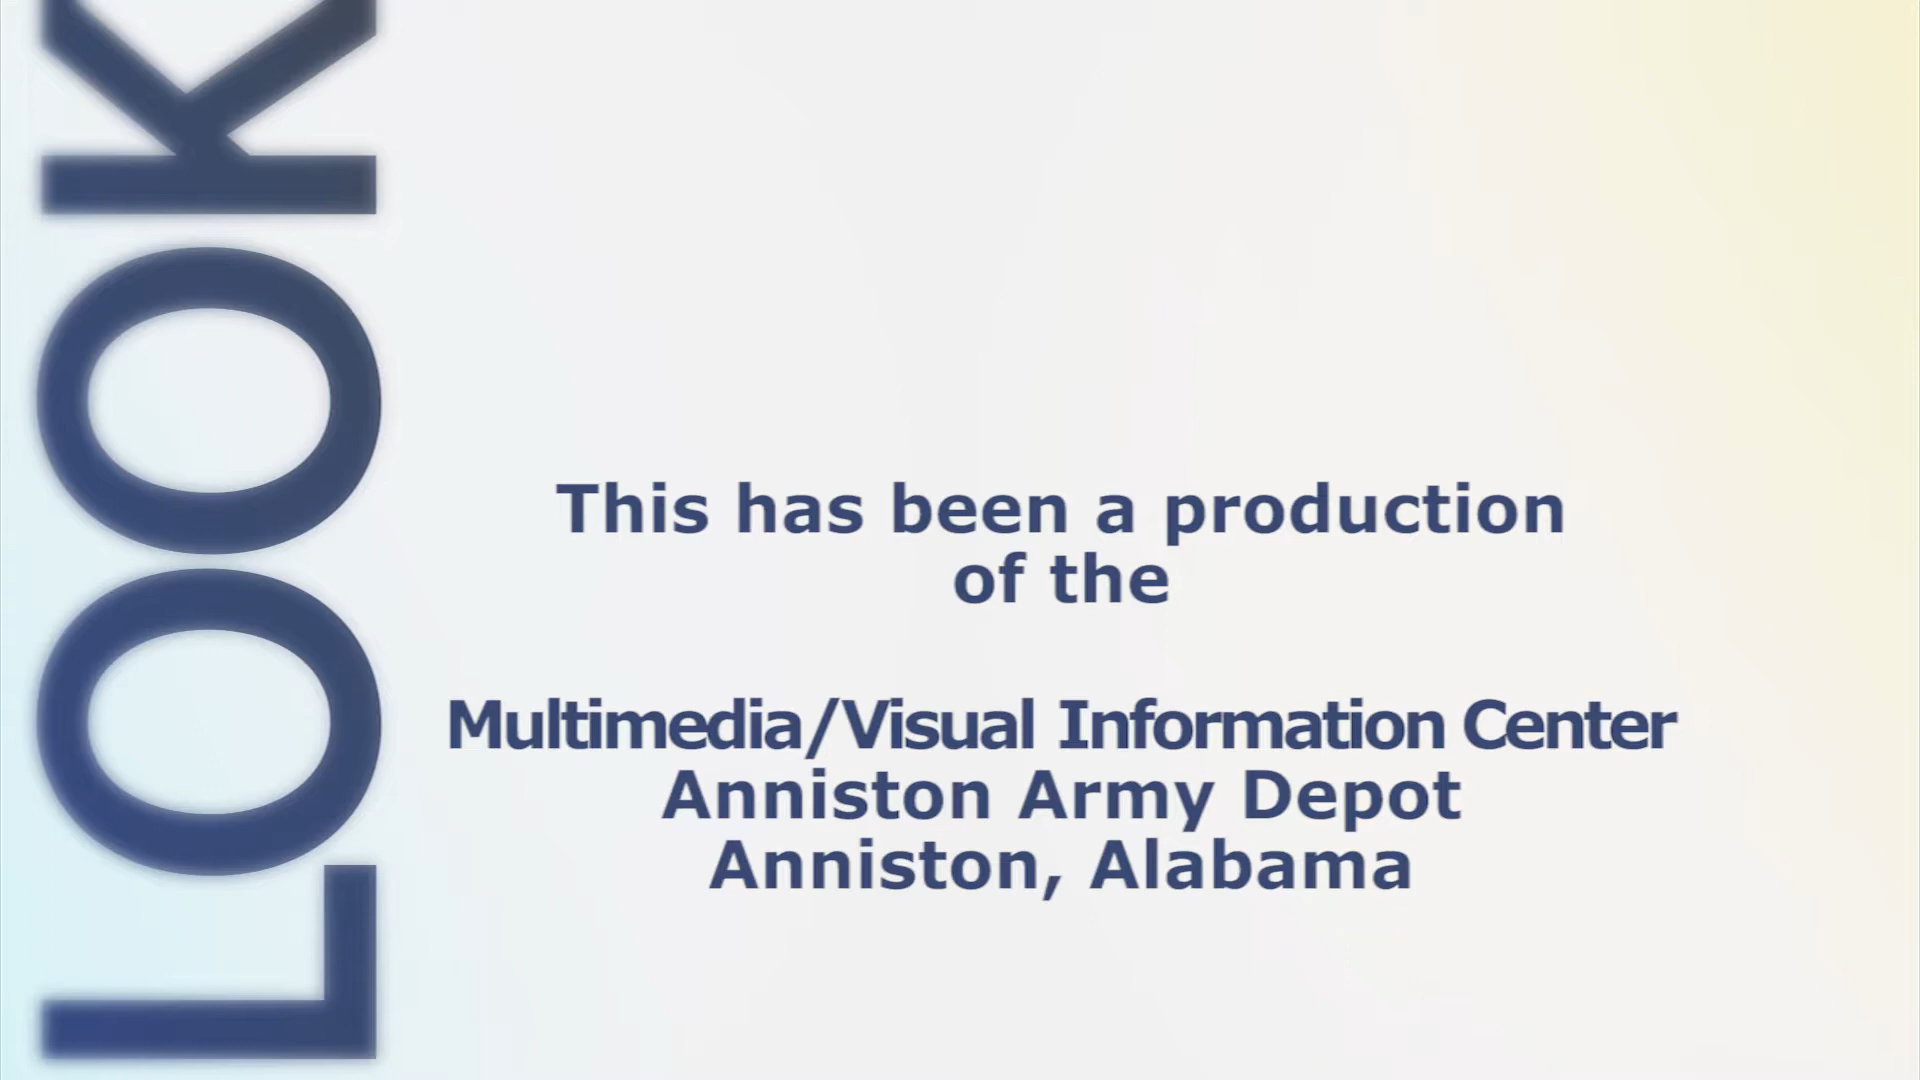 LOOK
This has been a production
of the
Multimedia/Visual Information Center
Anniston Army Depot
Anniston, Alabama